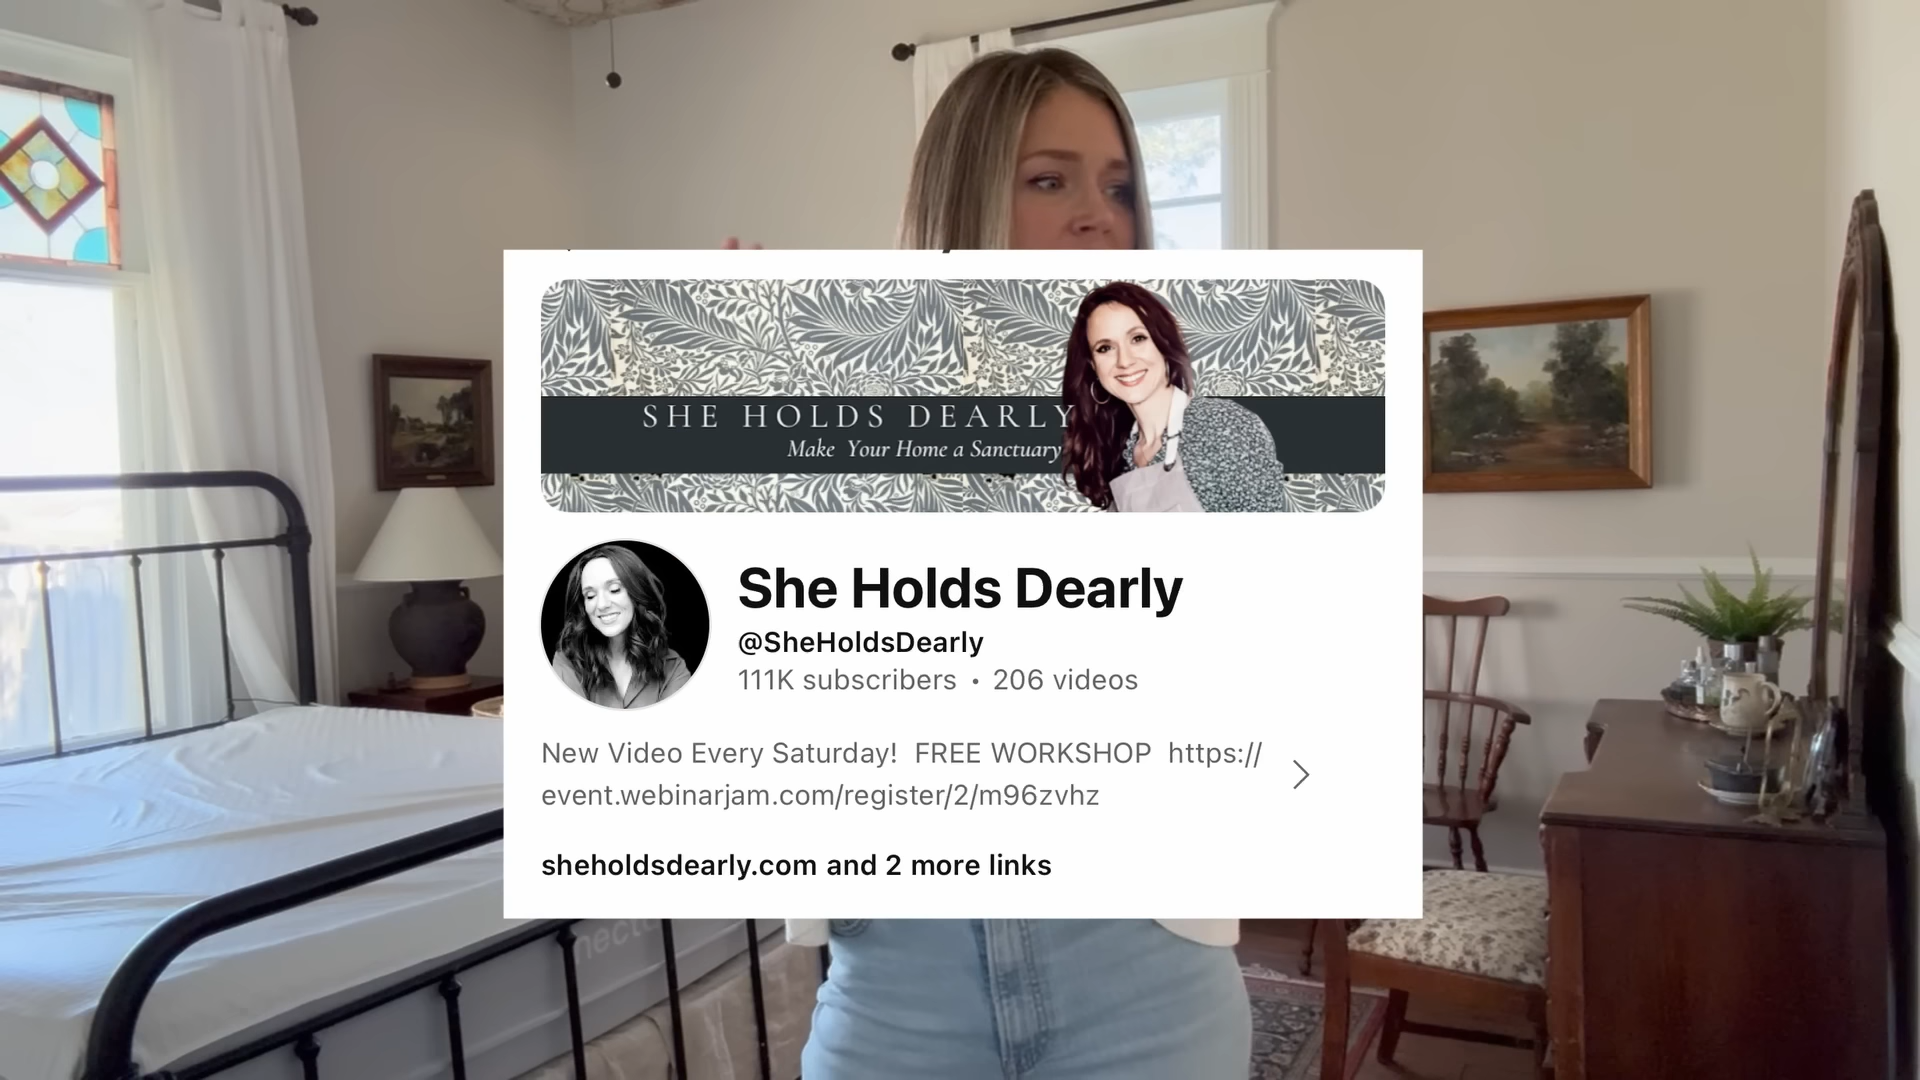 SHE HOLDS DEARLY
Make Your Home a Sanctuary
She Holds Dearly
@SheHoldsDearly
111K subscribers • 206 videos
New Video Every Saturday! FREE WORKSHOP https://
event.webinarjam.com/register/2/m96zvhz
sheholdsdearly.com and 2 more links